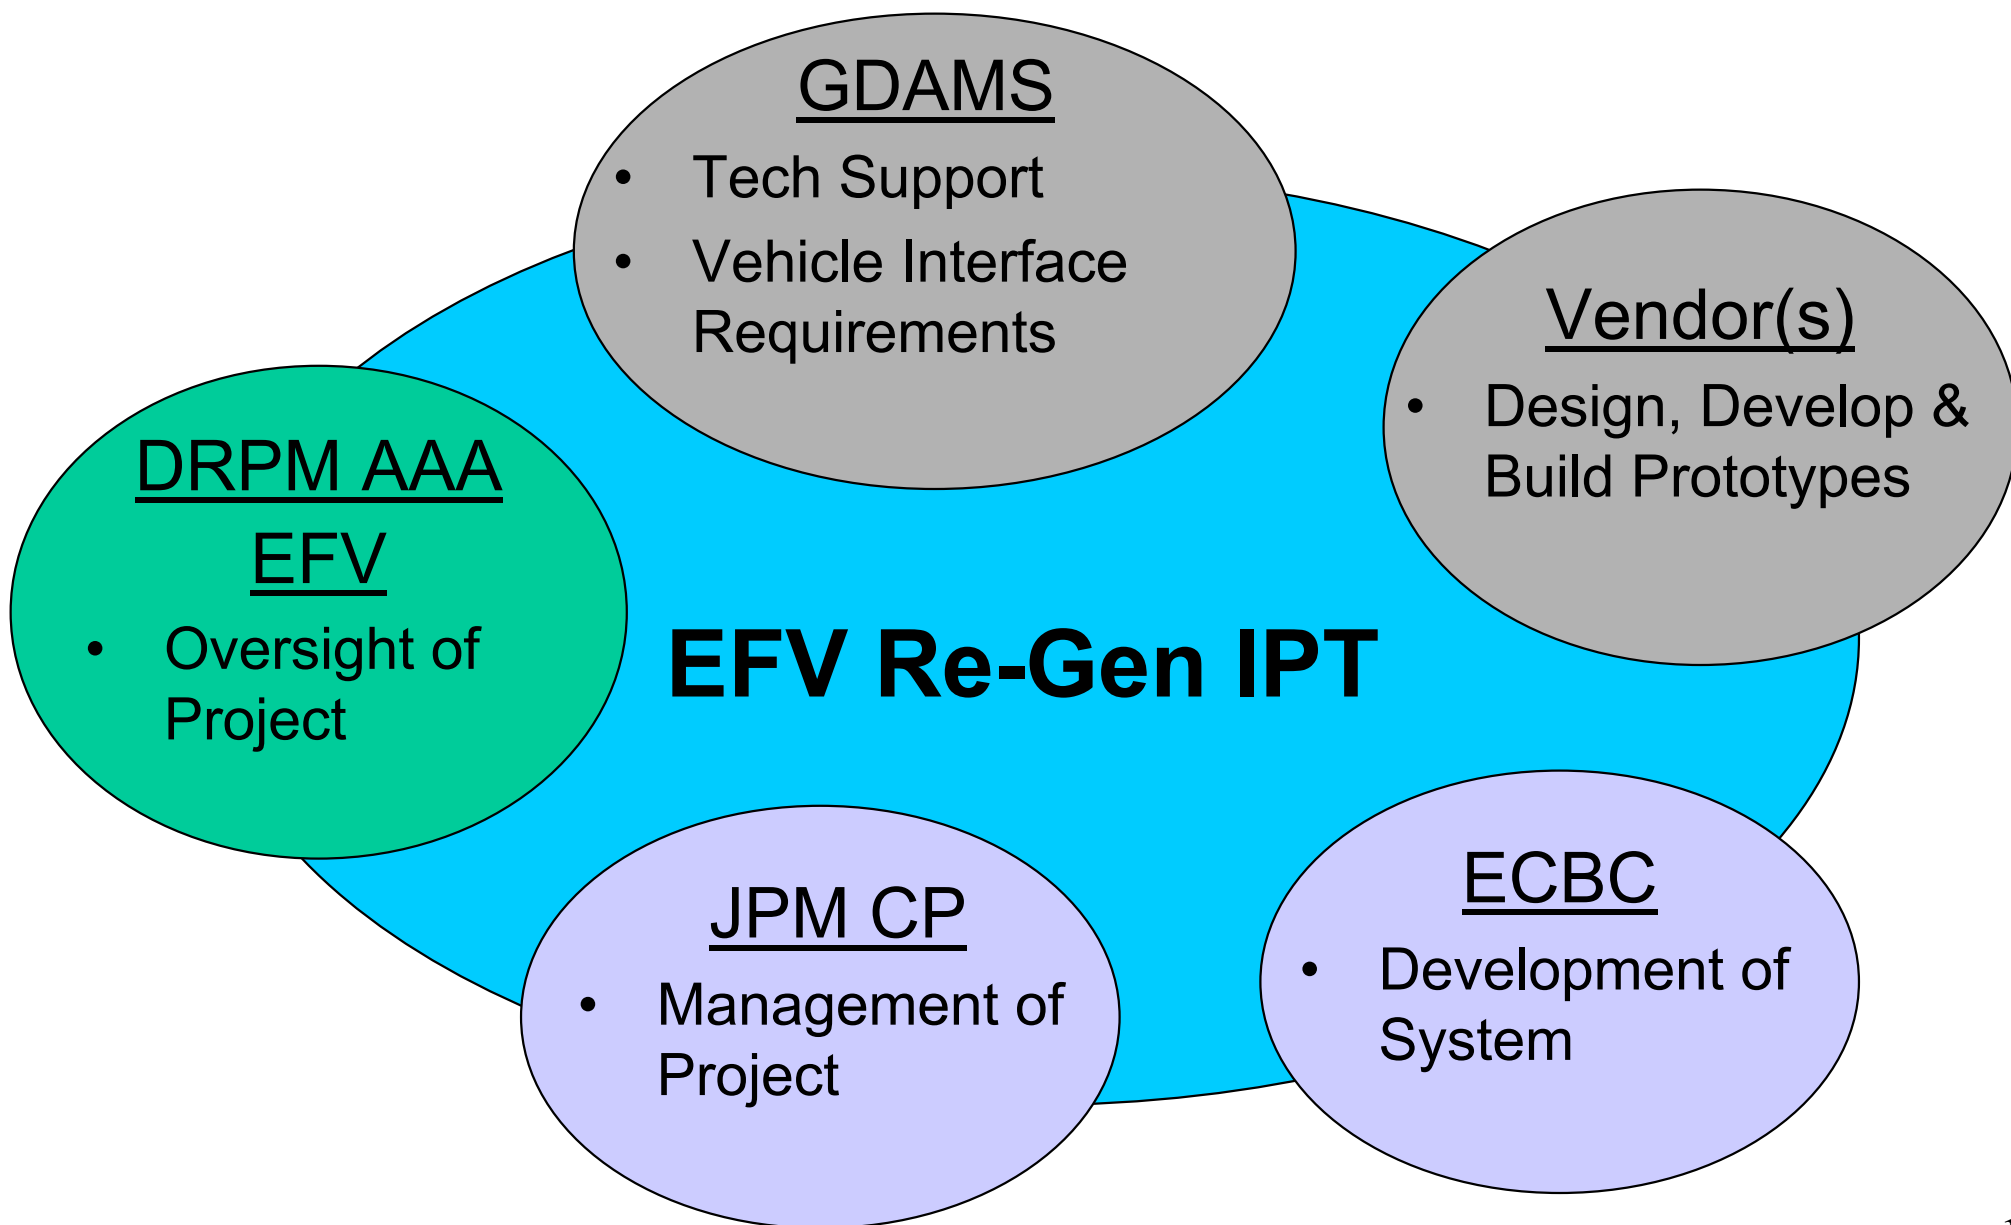 GDAMS
• Tech Support
• Vehicle Interface
Requirements
Vendor(s)
• Design, Develop &
Build Prototypes
DRPM AAA
EFV
• Oversight of
Project
EFV Re-Gen IPT
JPM CP
• Management of
Project
ECBC
• Development of
System